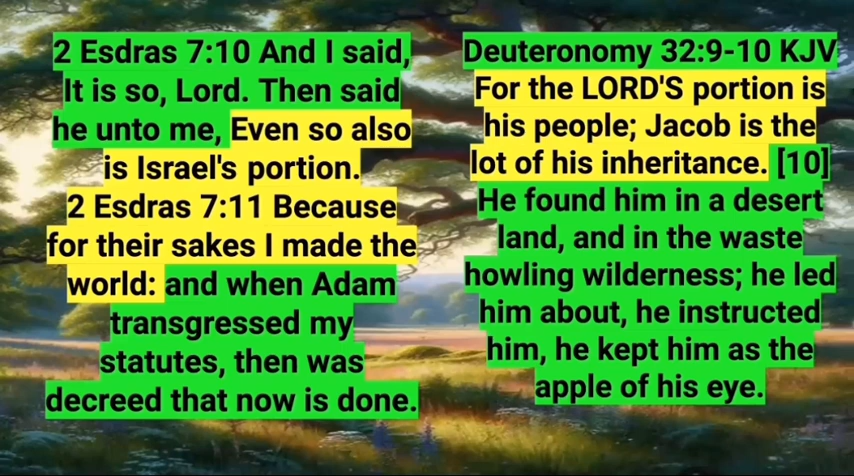 2 Esdras 7:10 And I said,
It is so, Lord. Then said
he unto me, Even so also
is Israel's portion.
2 Esdras 7:11 Because
for their sakes I made the
world: and when Adam
transgressed my
statutes, then was
decreed that now is done.
Deuteronomy 32:9-10 KJV
For the LORD'S portion is
his people; Jacob is the
lot of his inheritance. [10]
He found him in a desert
land, and in the waste
howling wilderness; he led
him about, he instructed
him, he kept him as the
apple of his eye.